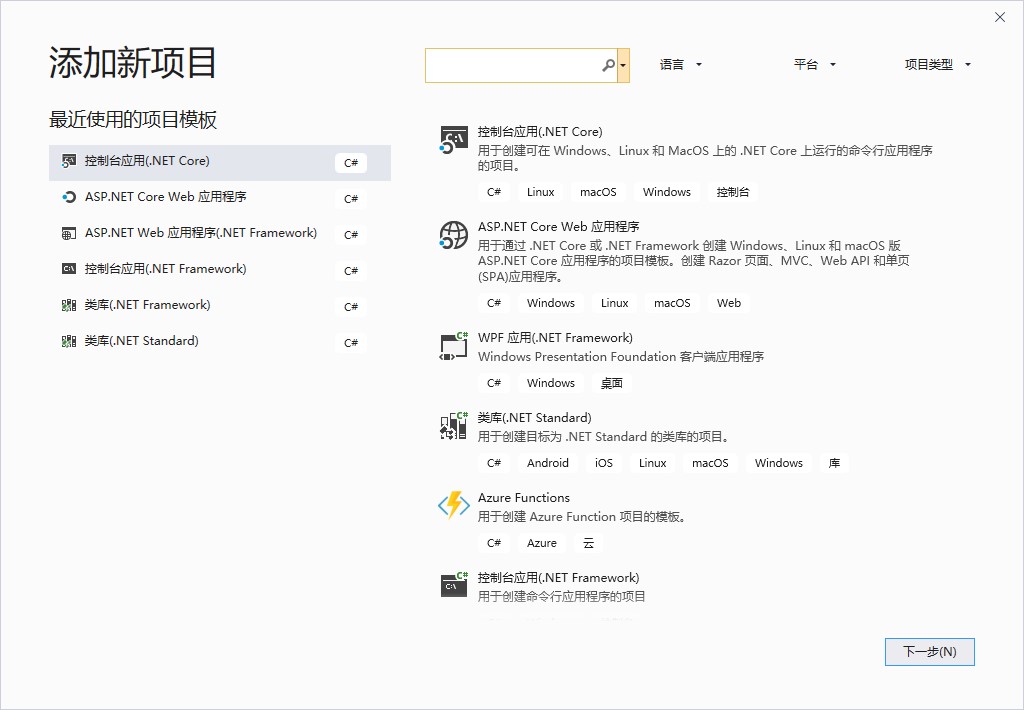 添加新项目
语言
平台
项目类型
最近使用的项目模板
控制台应用(.NET Core)
C#
ASP.NET Core Web 应用程序
C#
ASP.NET Web 应用程序(.NET Framework)
C#
控制台应用(.NET Framework)
C#
类库(.NET Framework)
C#
类库(.NET Standard)
C#
控制台应用(.NET Core)
用于创建可在 Windows、Linux 和 MacOS 上的 .NET Core 上运行的命令行应用程序
的项目。
C# Linux macOS Windows 控制台
ASP.NET Core Web 应用程序
用于通过 .NET Core 或 .NET Framework 创建 Windows、Linux 和 macOS 版
ASP.NET Core 应用程序的项目模板。创建 Razor 页面、MVC、Web API 和单页
(SPA)应用程序。
C# Windows Linux macOS Web
WPF 应用(.NET Framework)
Windows Presentation Foundation 客户端应用程序
C# Windows 桌面
类库(.NET Standard)
用于创建目标为 .NET Standard 的类库的项目。
C# Android iOS Linux macOS Windows 库
Azure Functions
用于创建 Azure Function 项目的模板。
C# Azure 云
控制台应用(.NET Framework)
用于创建命令行应用程序的项目
下一步(N)